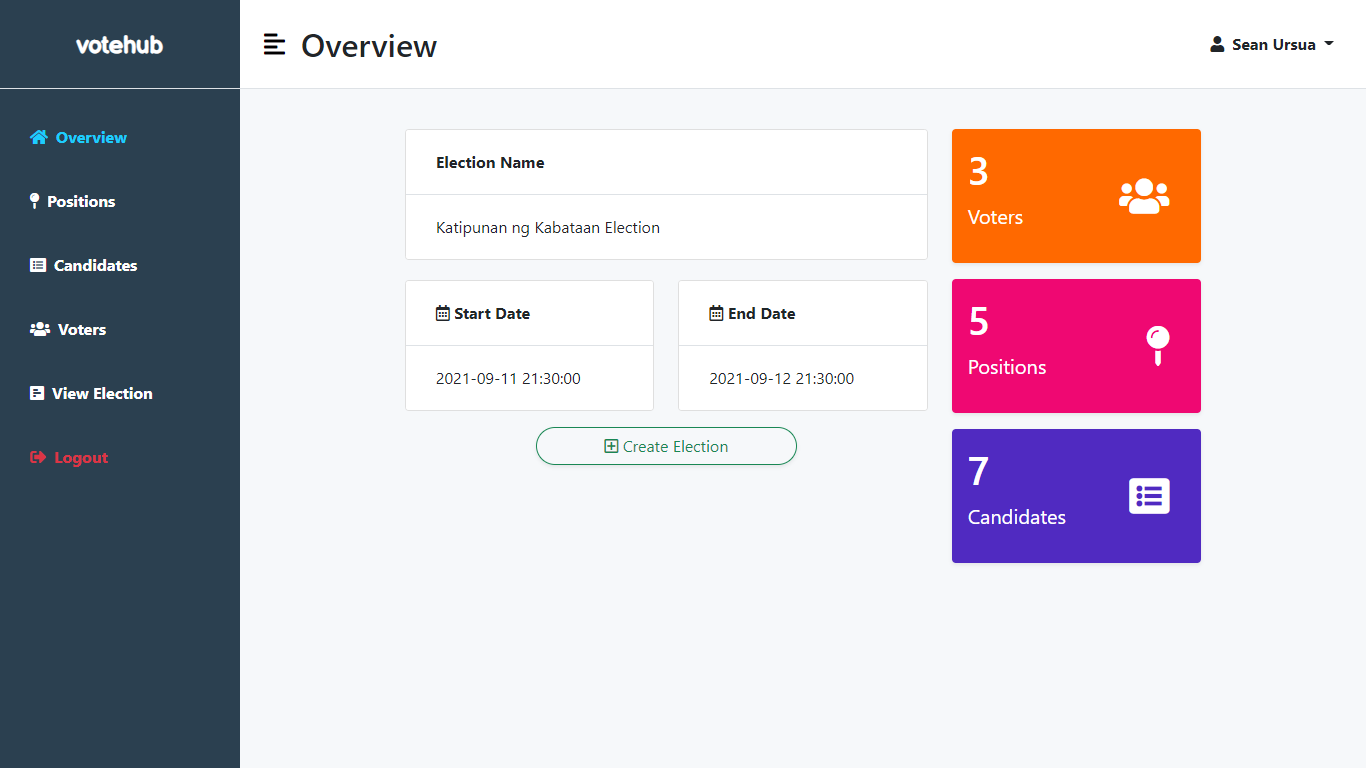 votehub
Overview
Sean Ursua
Overview
Positions
Candidates
Voters
View Election
Logout
Election Name
Katipunan ng Kabataan Election
Start Date
2021-09-11 21:30:00
End Date
2021-09-12 21:30:00
Create Election
3
Voters
5
Positions
7
Candidates